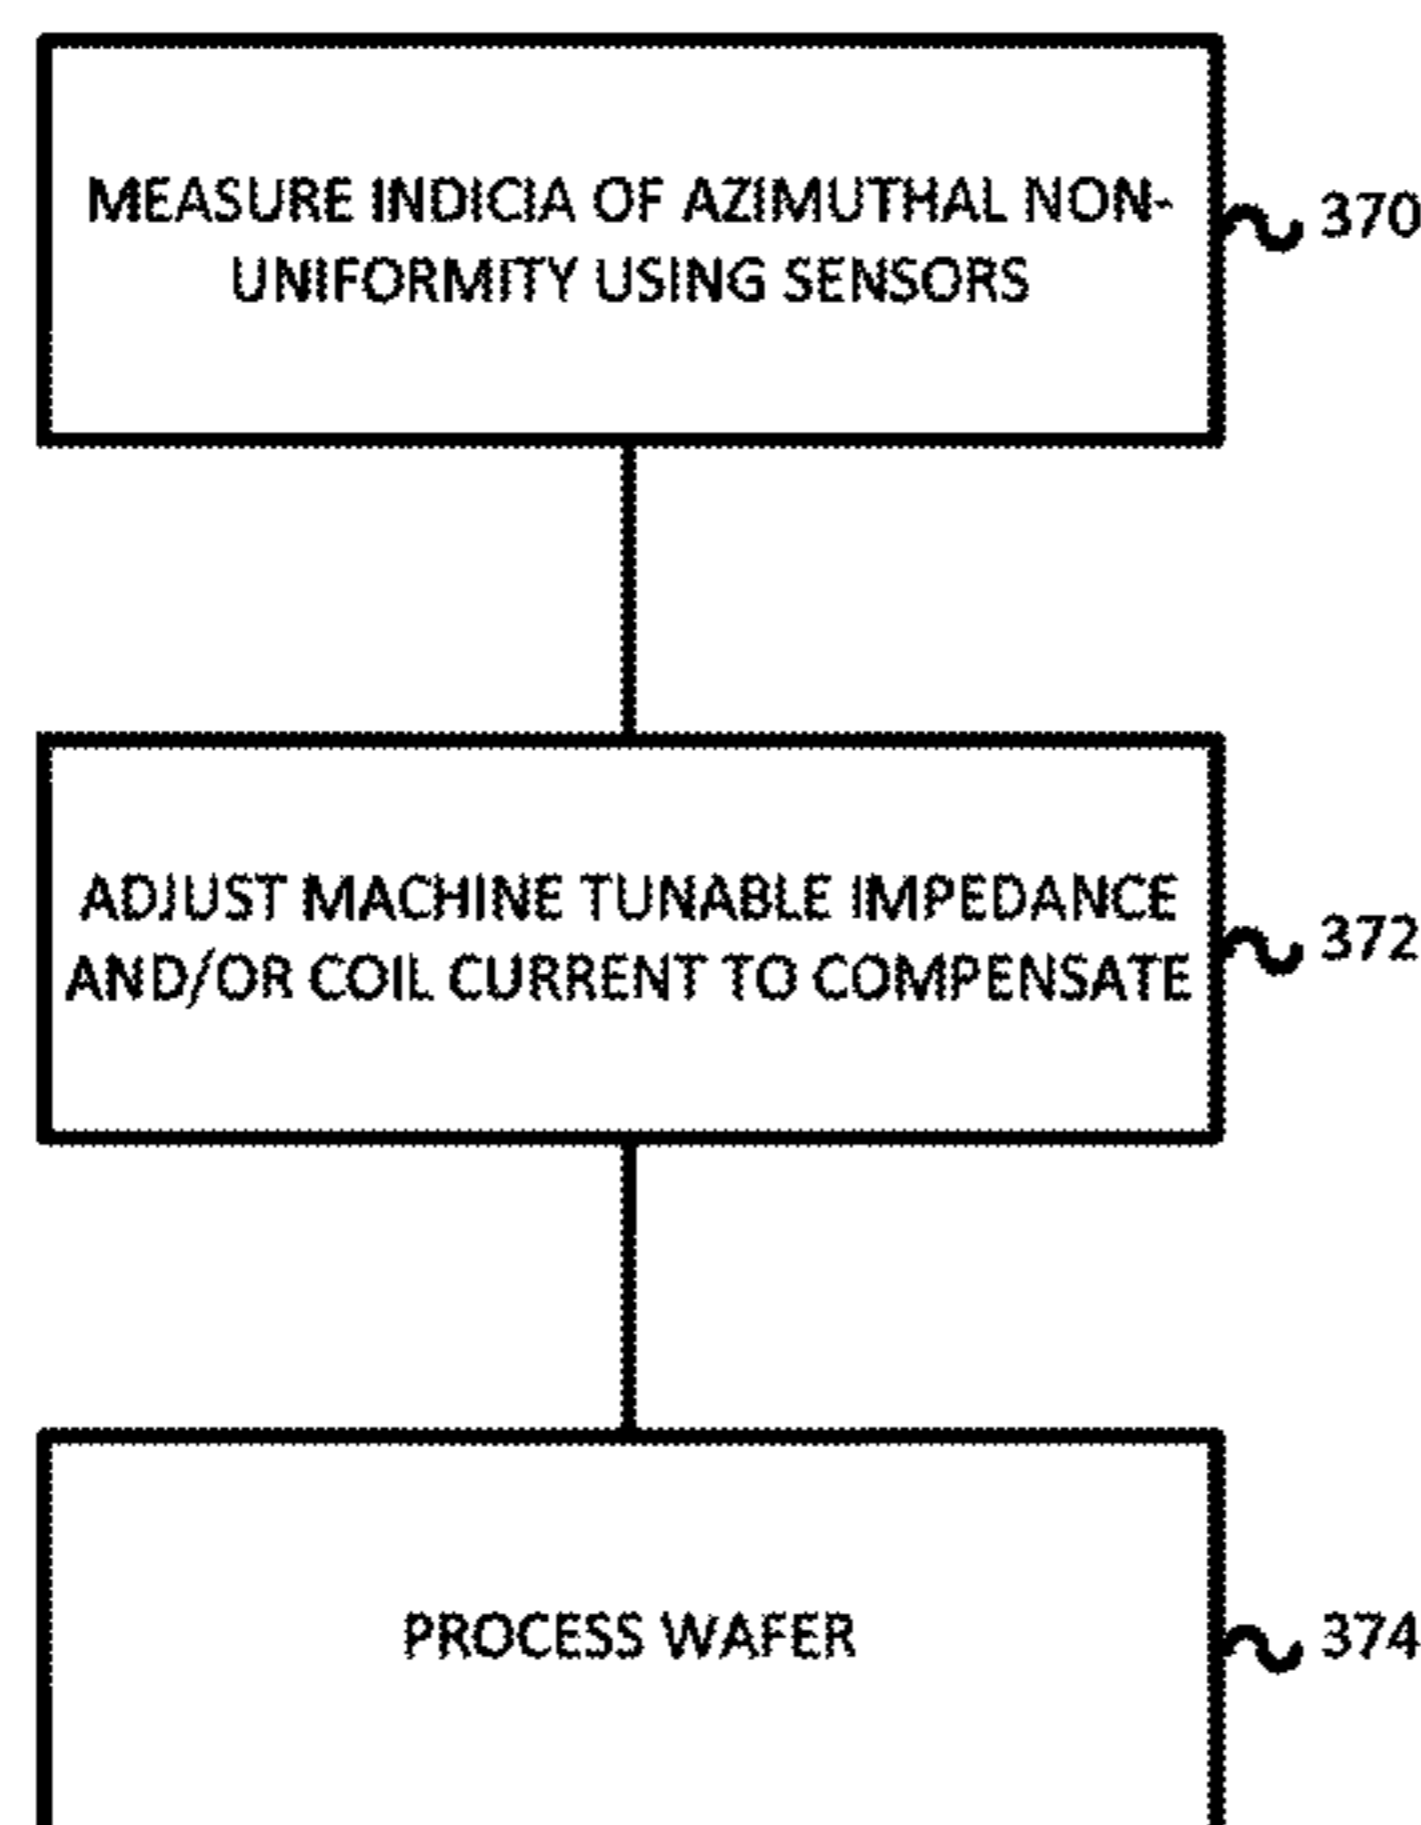 MEASURE INDICIA OF AZIMUTHAL NON-
UNIFORMITY USING SENSORS
370
ADJUST MACHINE TUNABLE IMPEDANCE
AND/OR COIL CURRENT TO COMPENSATE
372
PROCESS WAFER
374